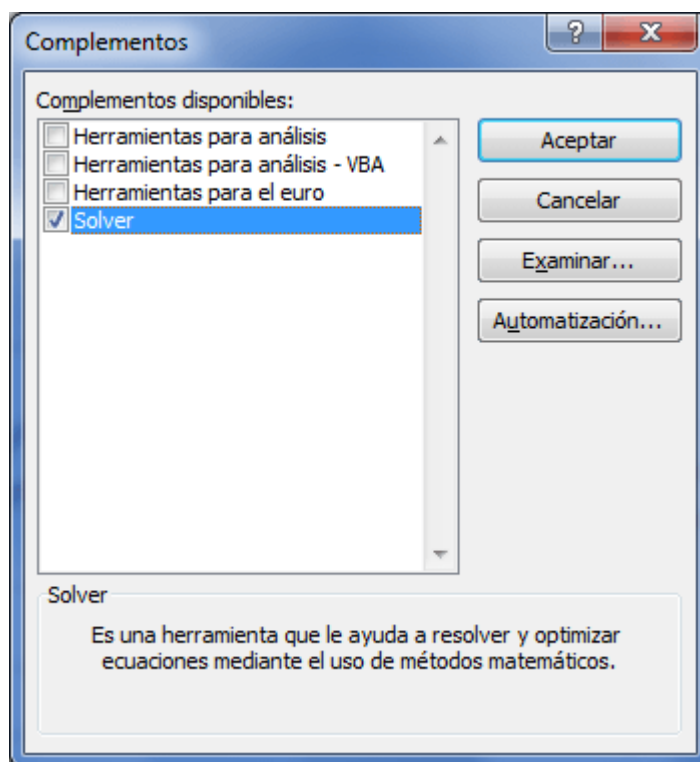 Complementos
Complementos disponibles:
Herramientas para análisis
Herramientas para análisis - VBA
Herramientas para el euro
Solver
Aceptar
Cancelar
Examinar...
Automatización...
Solver
Es una herramienta que le ayuda a resolver y optimizar
ecuaciones mediante el uso de métodos matemáticos.